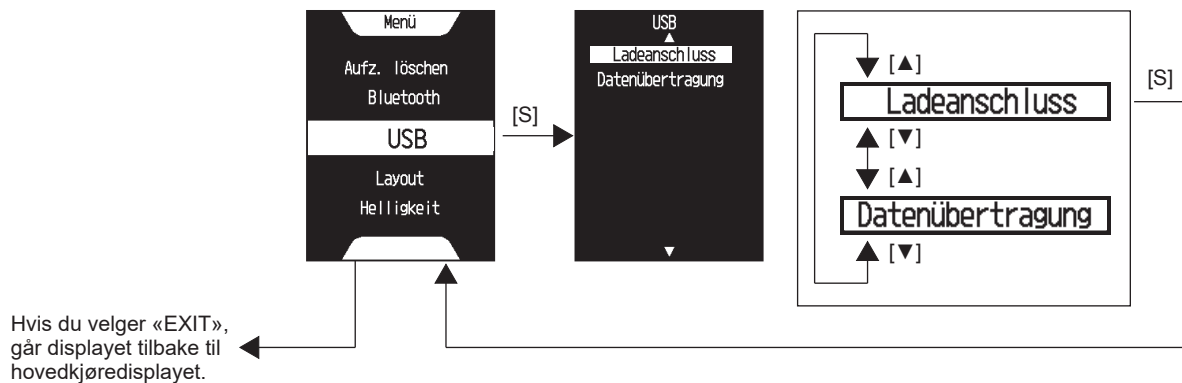 Menü
Aufz. löschen
Bluetooth
USB
Layout
Helligkeit
[S]
USB
▲
Ladeanschluss
Datenübertragung
▼
[▲]
Ladeanschluss
[▼]
[▲]
Datenübertragung
[▼]
[S]
Hvis du velger «EXIT»,
går displayet tilbake til
hovedkjøredisplayet.